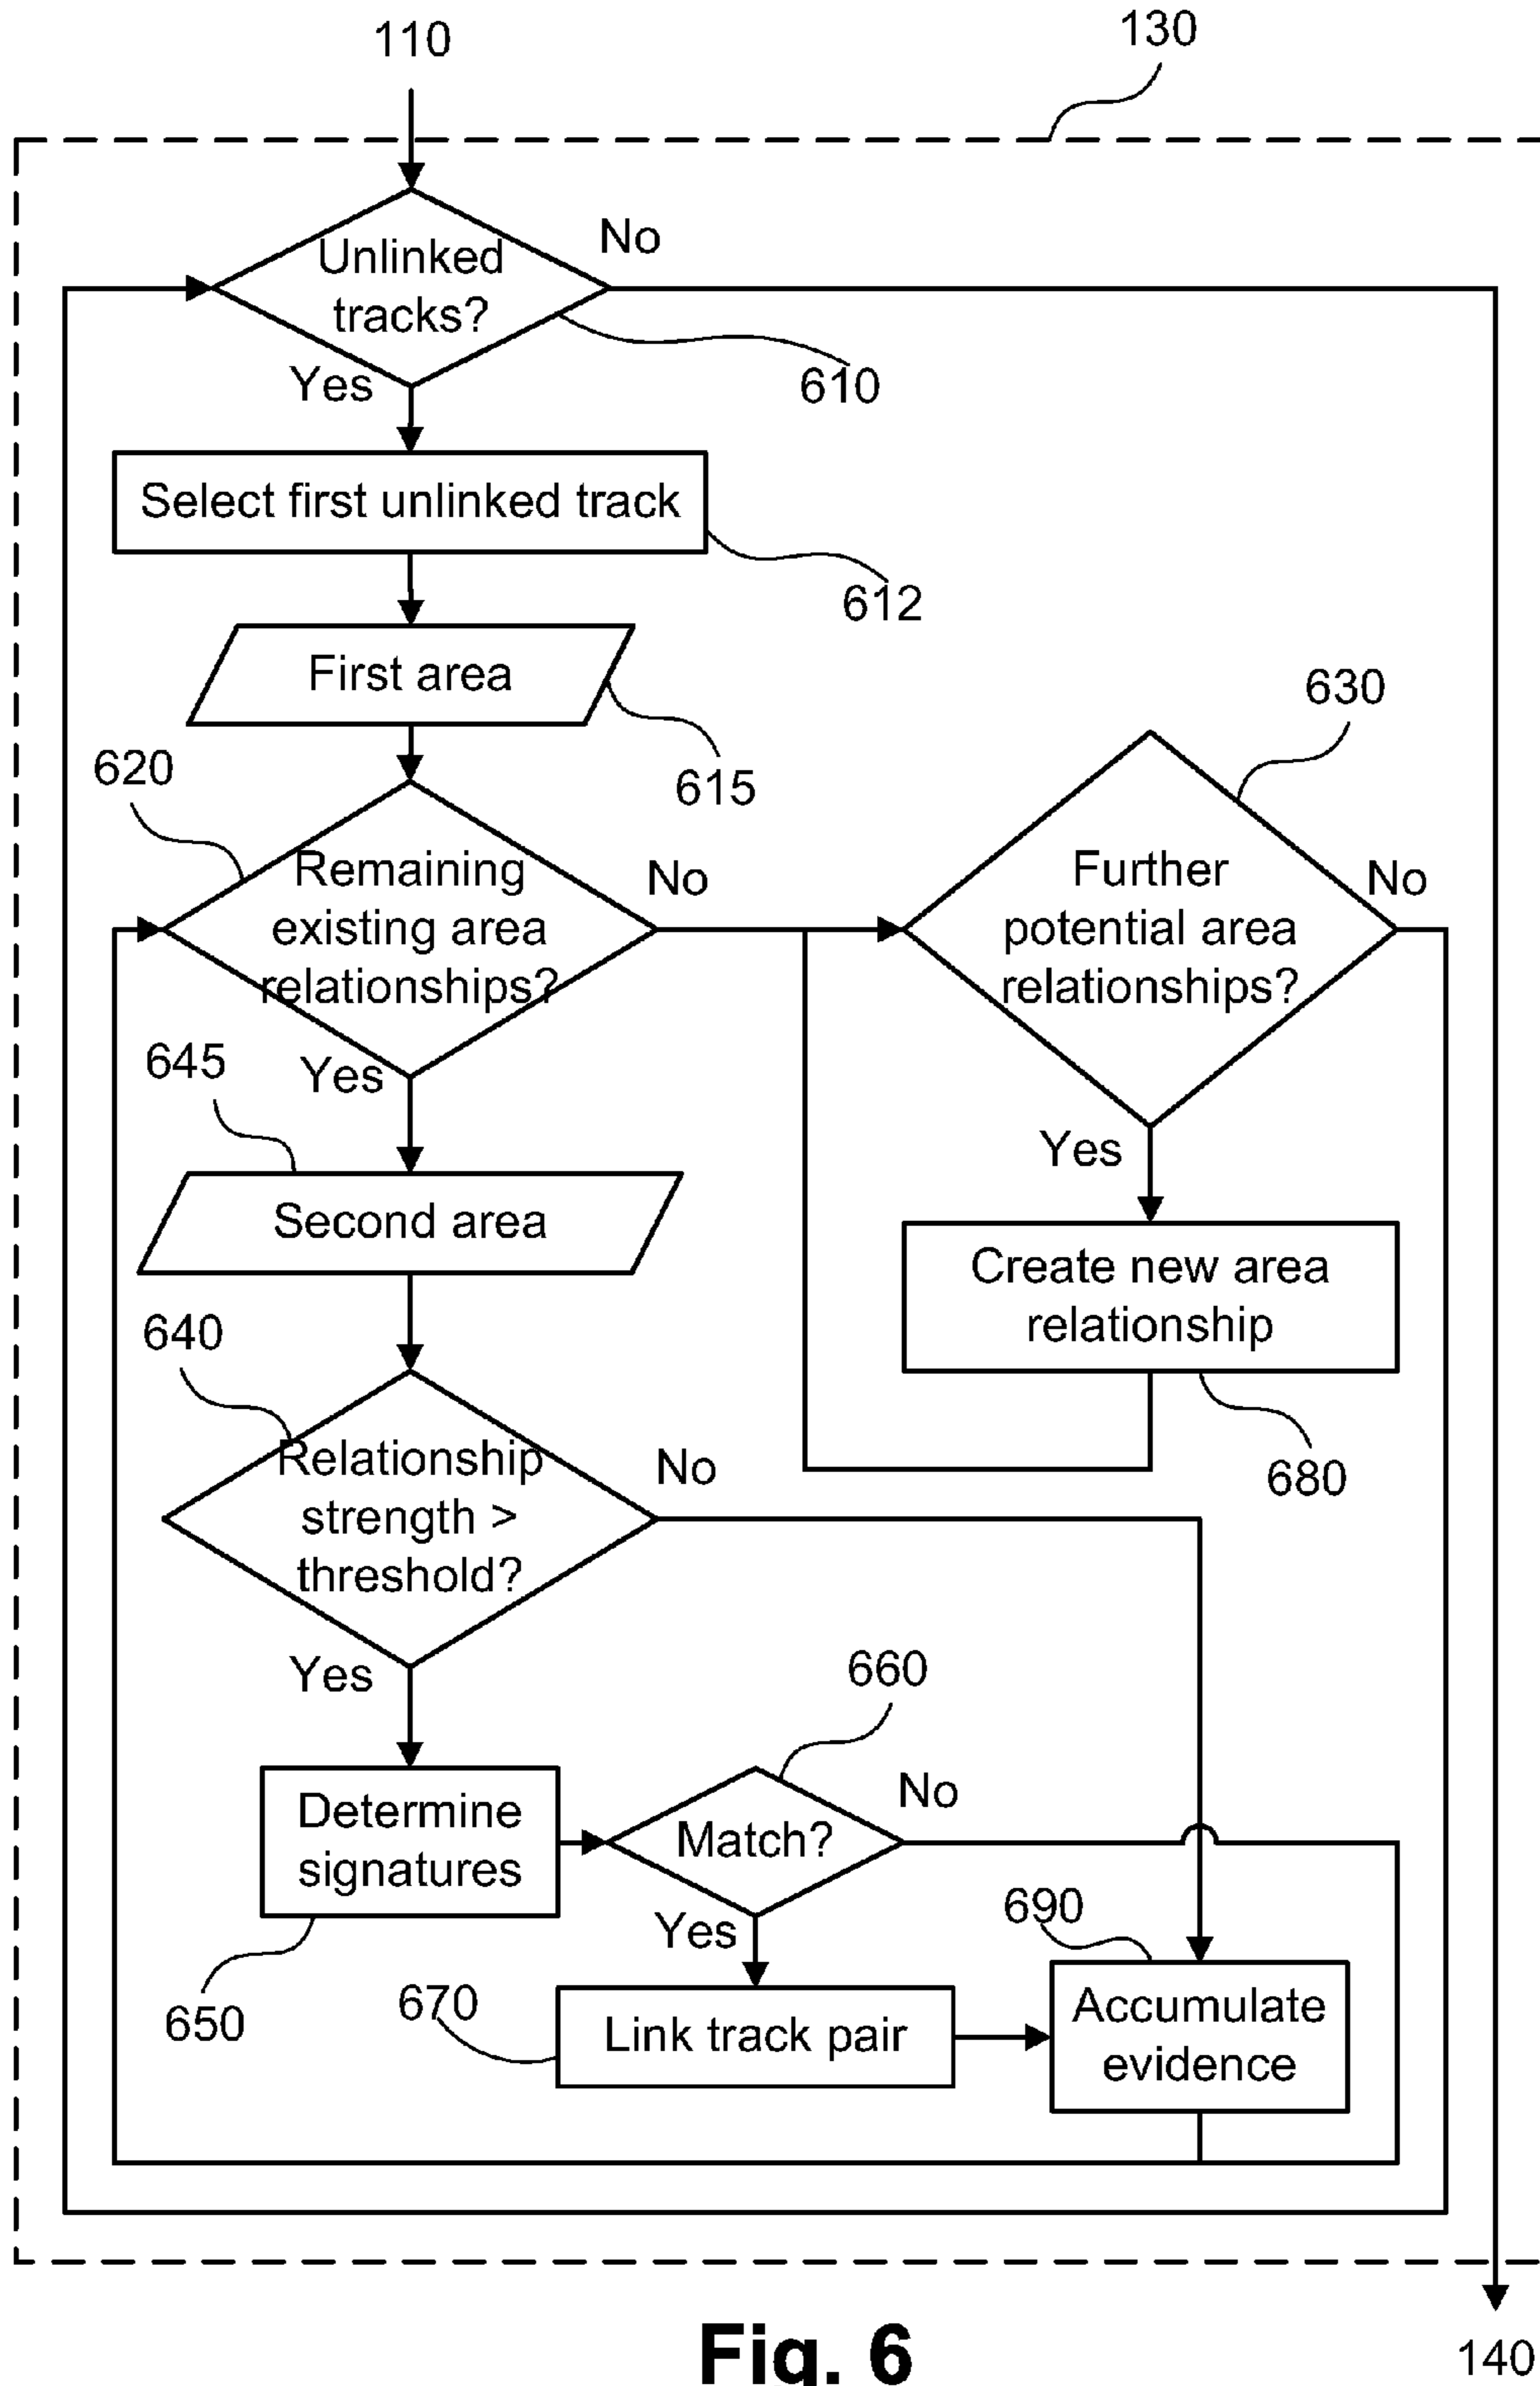 110
130
Unlinked
tracks?
No
Yes
610
Select first unlinked track
612
First area
615
620
630
Remaining
existing area
relationships?
No
Further
potential area
relationships?
No
Yes
645
Yes
Second area
Create new area
relationship
640
680
Relationship
strength >
threshold?
No
Yes
660
Determine
signatures
Match?
No
650
Yes
690
670
Link track pair
Accumulate
evidence
Fig. 6
140